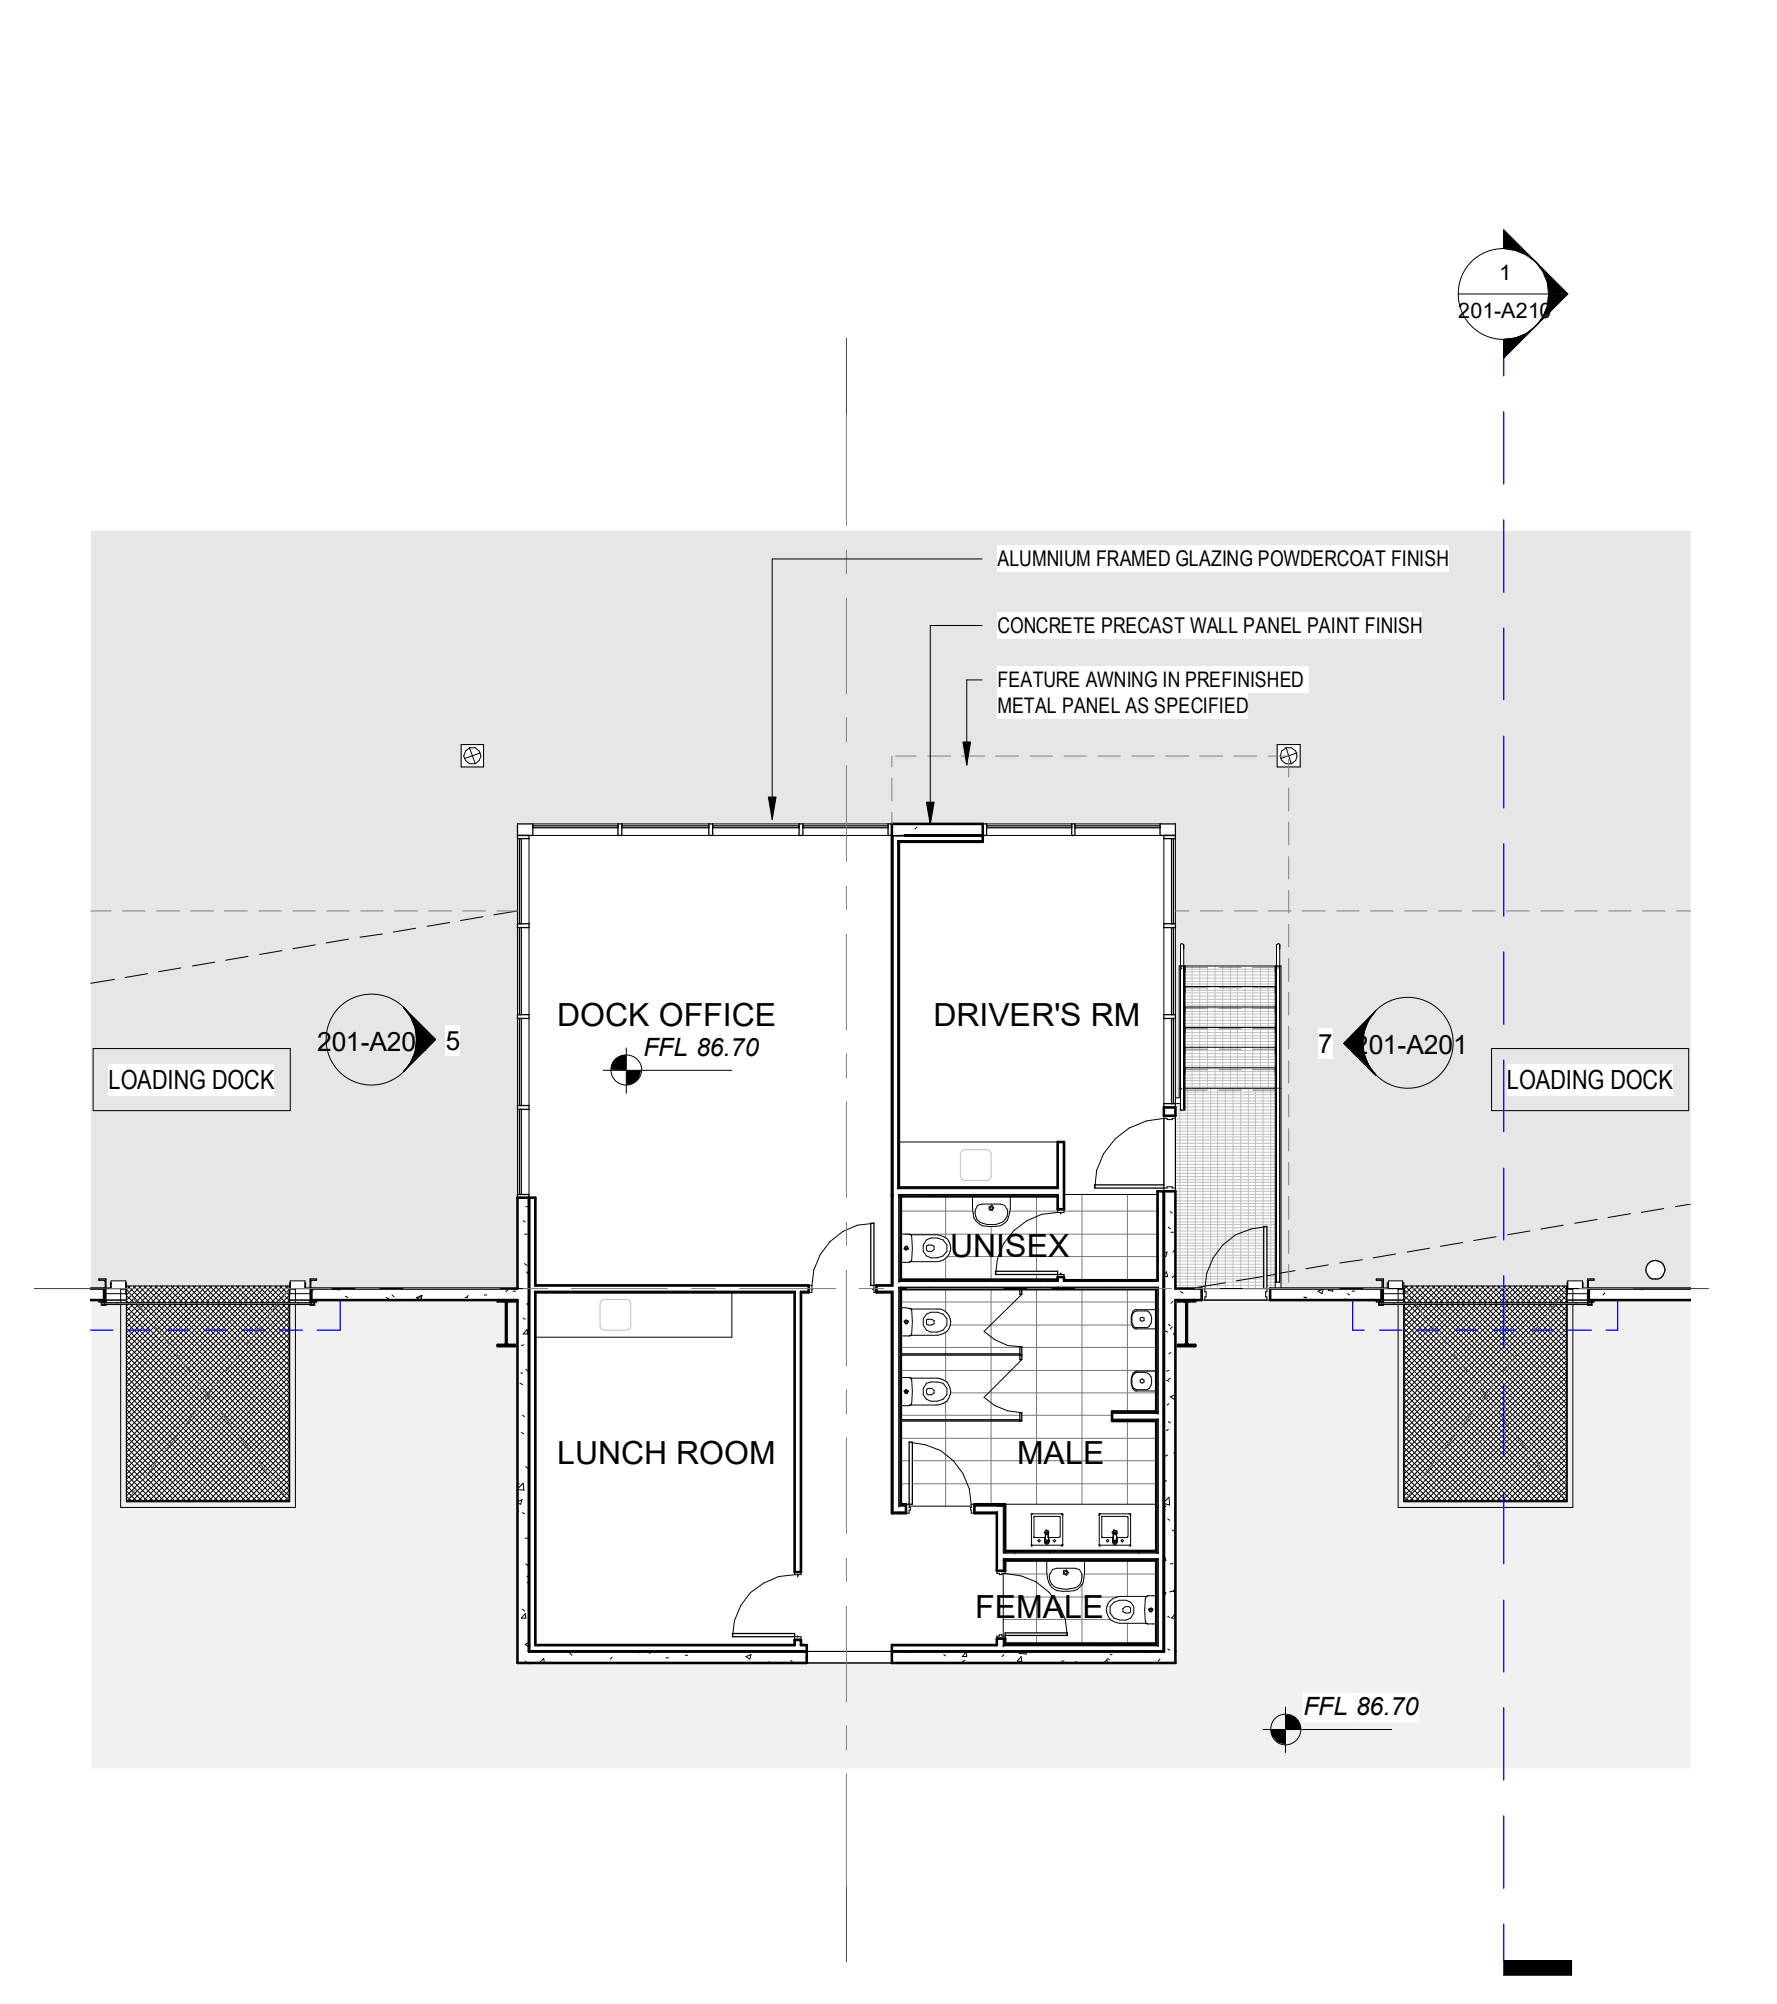 1
201-A210
ALUMNIUM FRAMED GLAZING POWDERCOAT FINISH
CONCRETE PRECAST WALL PANEL PAINT FINISH
FEATURE AWNING IN PREFINISHED
METAL PANEL AS SPECIFIED
DOCK OFFICE
FFL 86.70
DRIVER'S RM
201-A20
5
7
201-A201
LOADING DOCK
LOADING DOCK
UNISEX
LUNCH ROOM
MALE
FEMALE
FFL 86.70